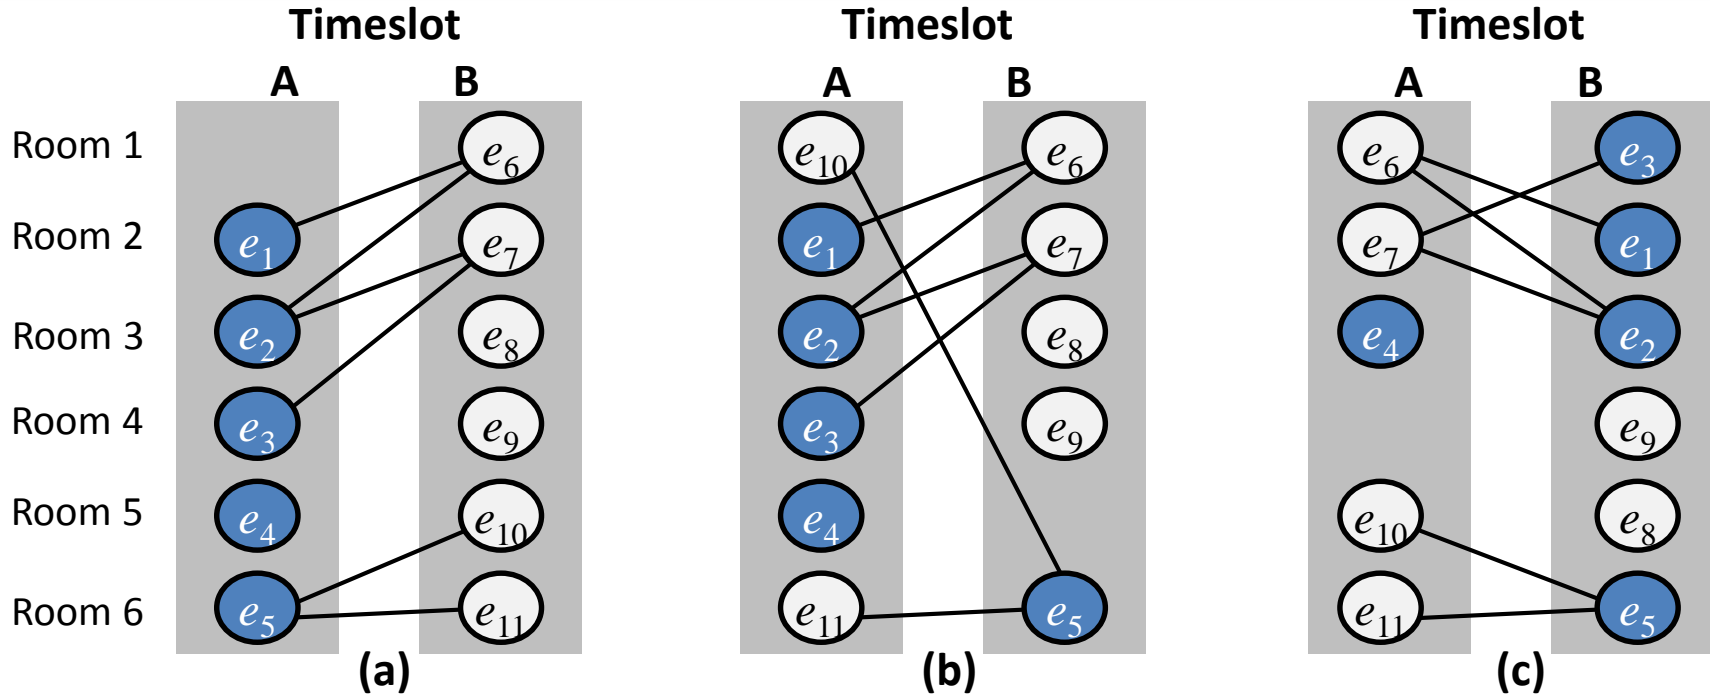 Timeslot Timeslot Timeslot
A B A B A B
Room 1 e6 e10 e6 e6 e3
Room 2 e1 e7 e1 e7 e7 e1
Room 3 e2 e8 e2 e8 e4 e2
Room 4 e3 e9 e3 e9 e9
Room 5 e4 e10 e4 e10 e8
Room 6 e5 e11 e11 e5 e11 e5
(a) (b) (c)